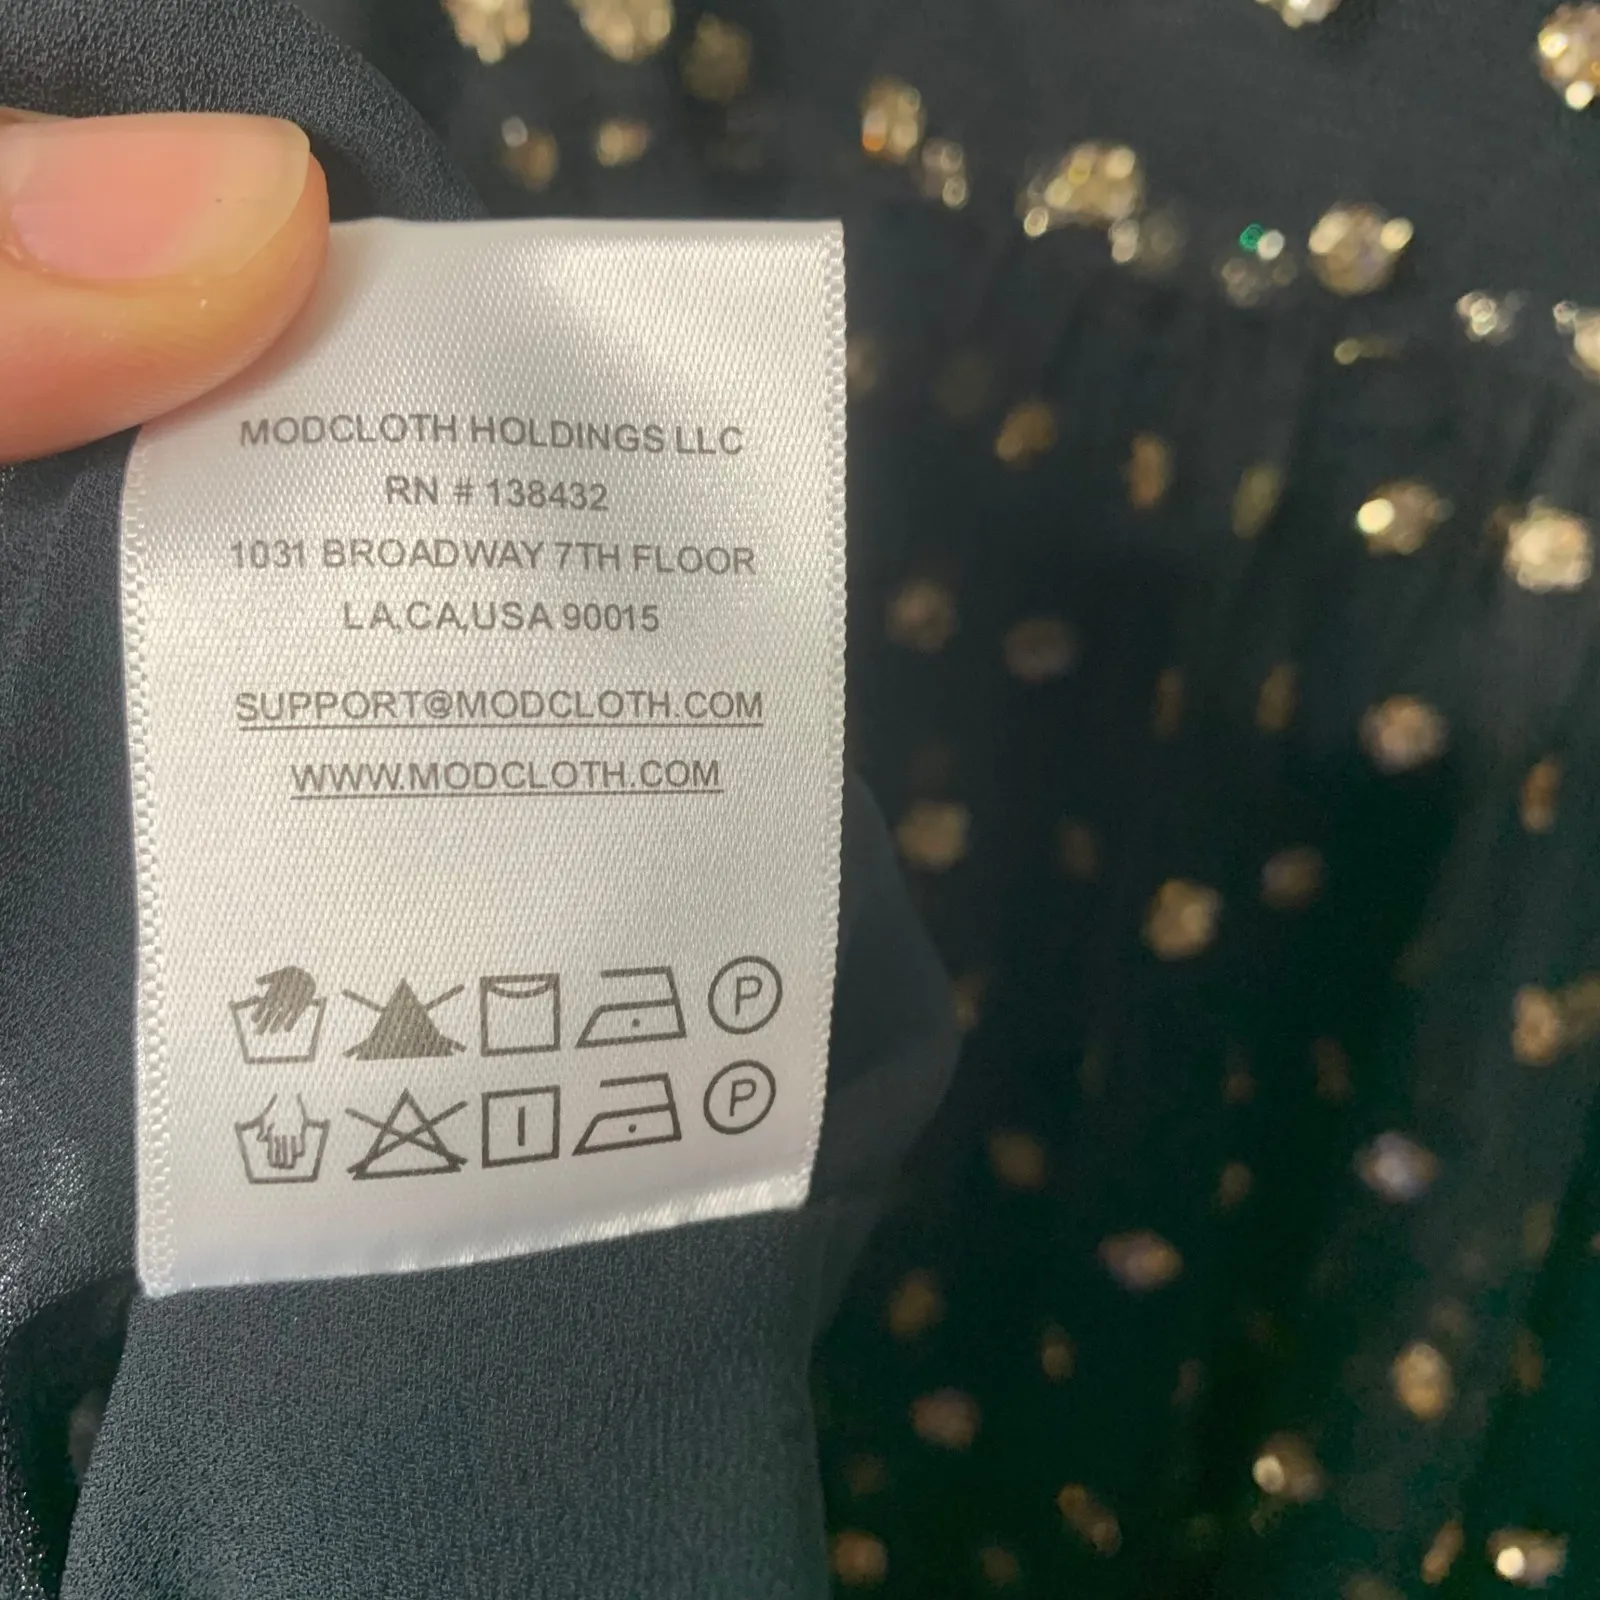 MODCLOTH HOLDINGS LLC
RN # 138432
1031 BROADWAY 7TH FLOOR
LA,CA,USA 90015
SUPPORT@MODCLOTH.COM
WWW.MODCLOTH.COM
P
P